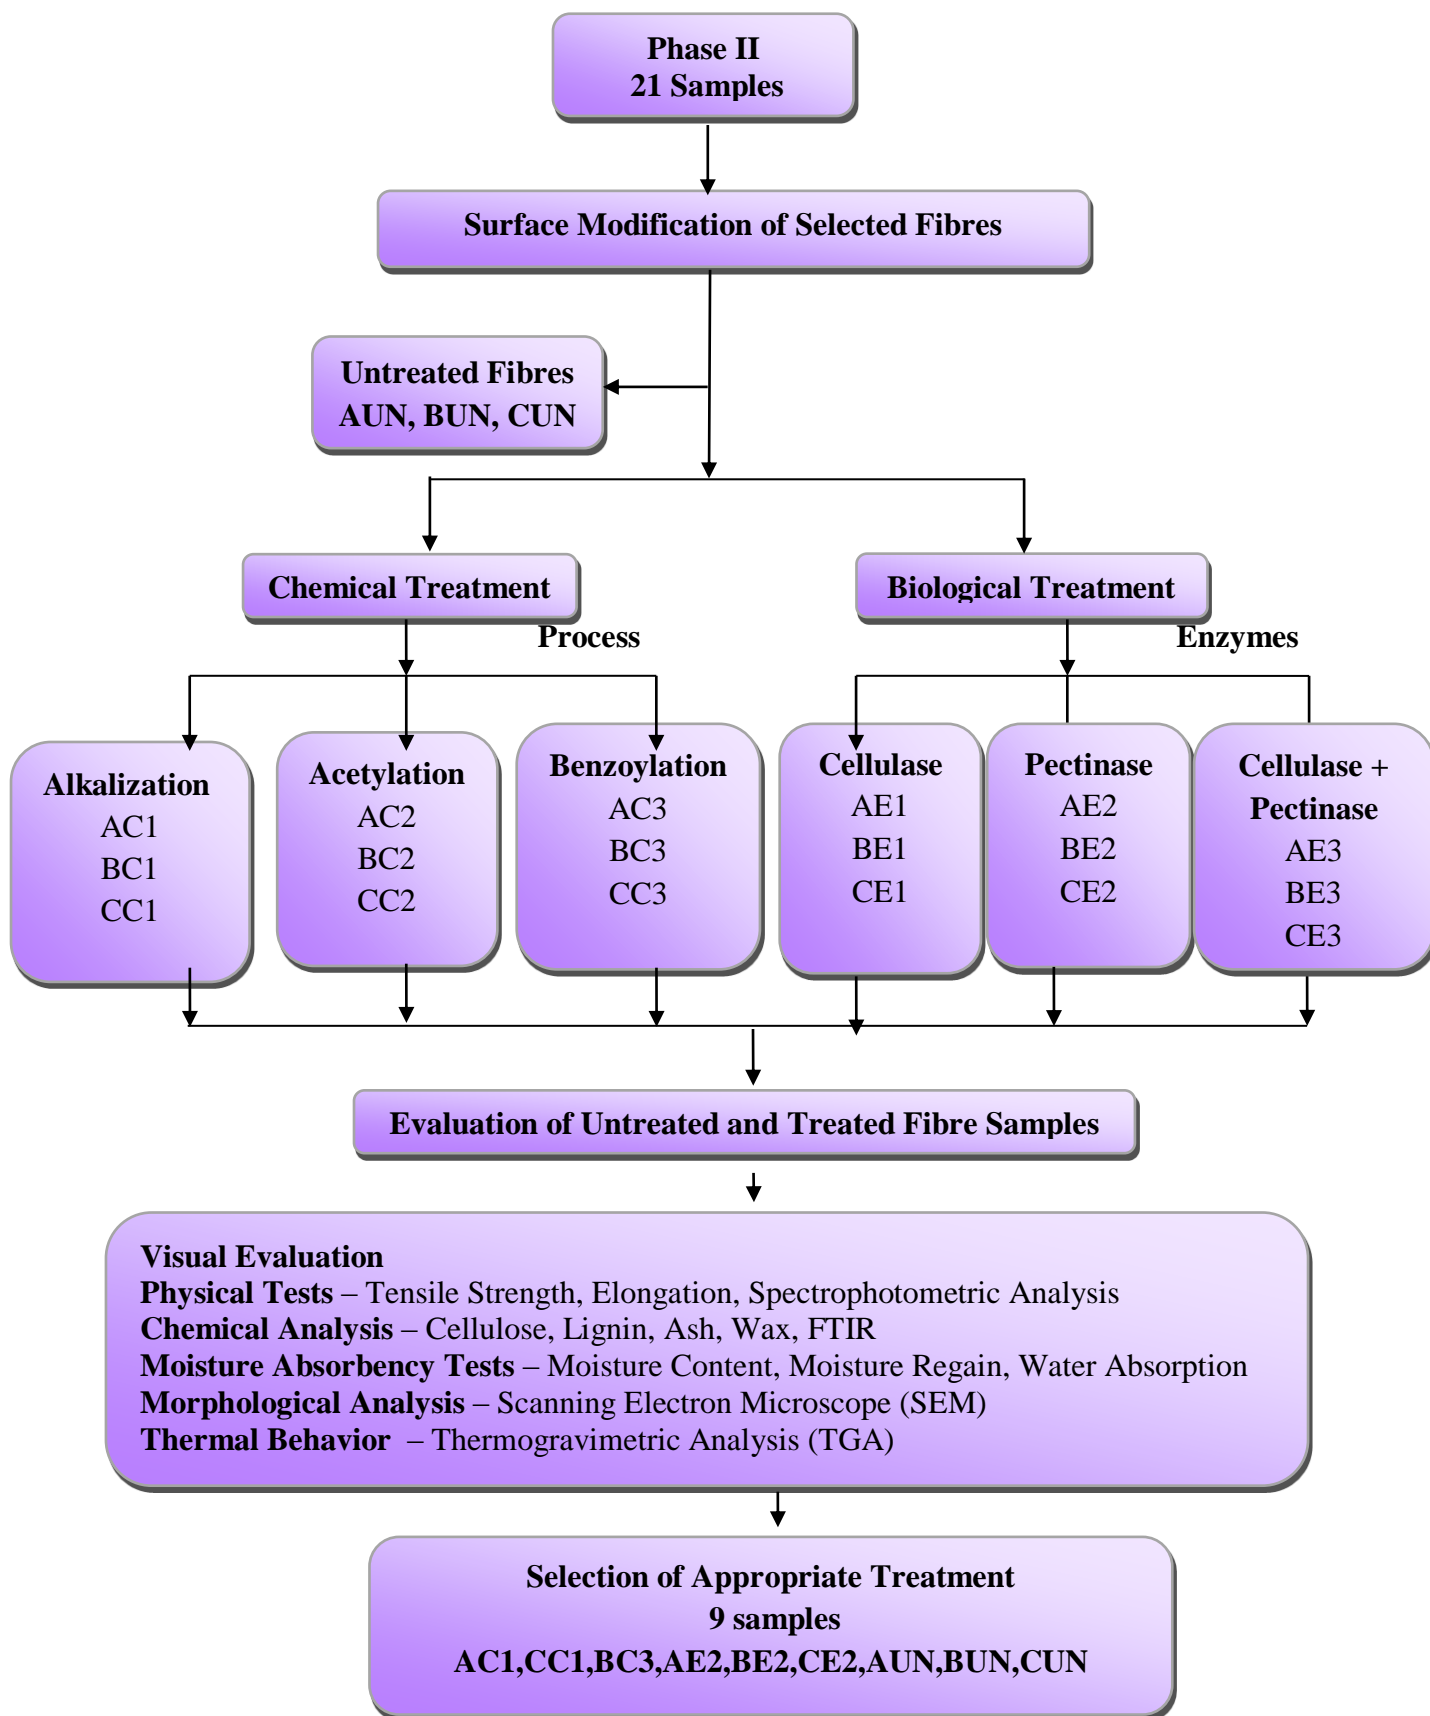 Phase II
21 Samples
Surface Modification of Selected Fibres
Untreated Fibres
AUN, BUN, CUN
Chemical Treatment
Biological Treatment
Process
Enzymes
Alkalization
AC1
BC1
CC1
Acetylation
AC2
BC2
CC2
Benzoylation
AC3
BC3
CC3
Cellulase
AE1
BE1
CE1
Pectinase
AE2
BE2
CE2
Cellulase +
Pectinase
AE3
BE3
CE3
Evaluation of Untreated and Treated Fibre Samples
Visual Evaluation
Physical Tests – Tensile Strength, Elongation, Spectrophotometric Analysis
Chemical Analysis – Cellulose, Lignin, Ash, Wax, FTIR
Moisture Absorbency Tests – Moisture Content, Moisture Regain, Water Absorption
Morphological Analysis – Scanning Electron Microscope (SEM)
Thermal Behavior – Thermogravimetric Analysis (TGA)
Selection of Appropriate Treatment
9 samples
AC1,CC1,BC3,AE2,BE2,CE2,AUN,BUN,CUN